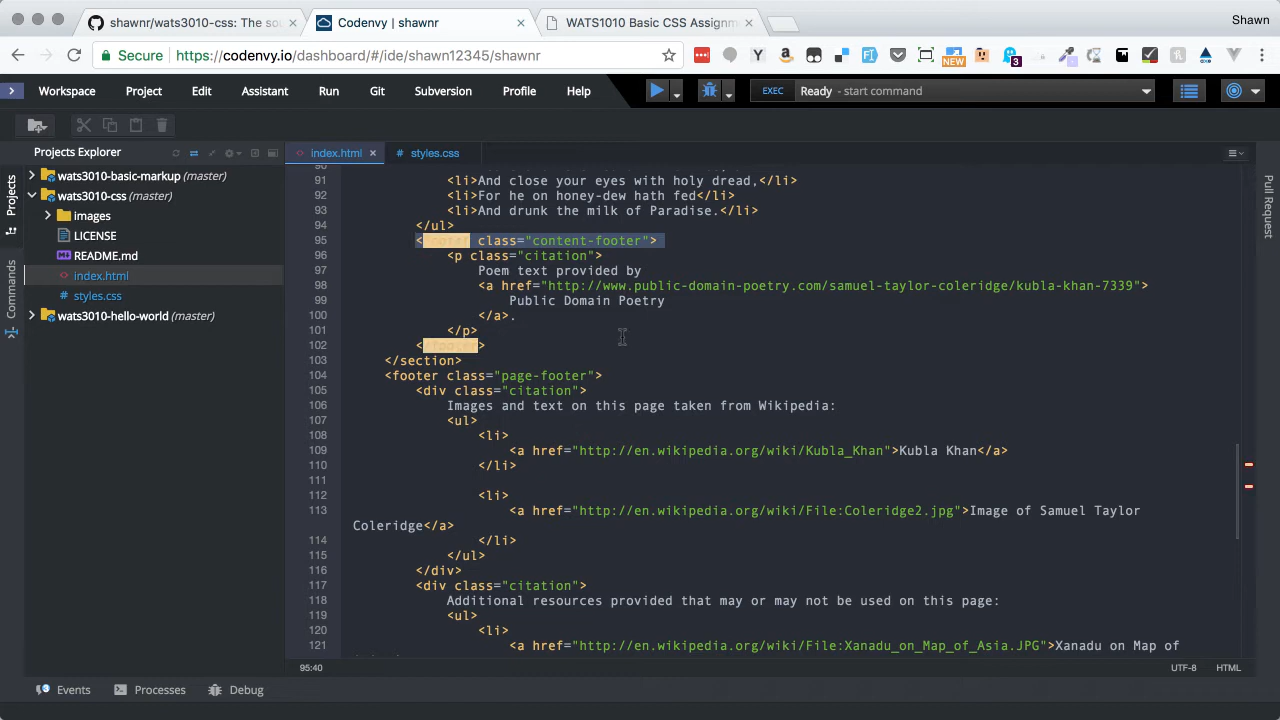 shawnr/wats3010-css: The sou
Codenvy | shawnr
WATS1010 Basic CSS Assignm
Shawn
Secure
https://codenvy.io/dashboard/#/ide/shawn12345/shawnr
NEW
3
Workspace Project Edit Assistant Run Git Subversion Profile Help
EXEC Ready - start command
Projects Explorer
index.html
styles.css
Projects
Commands
Pull Request
wats3010-basic-markup (master)
wats3010-css (master)
images
LICENSE
README.md
index.html
styles.css
wats3010-hello-world (master)
90
91 <li>And close your eyes with holy dread,</li>
92 <li>For he on honey-dew hath fed</li>
93 <li>And drunk the milk of Paradise.</li>
94 </ul>
95 < class="content-footer">
96 <p class="citation">
97 Poem text provided by
98 <a href="http://www.public-domain-poetry.com/samuel-taylor-coleridge/kubla-khan-7339">
99 Public Domain Poetry
100 </a>.
101 </p>
102 < >
103 </section>
104 <footer class="page-footer">
105 <div class="citation">
106 Images and text on this page taken from Wikipedia:
107 <ul>
108 <li>
109 <a href="http://en.wikipedia.org/wiki/Kubla_Khan">Kubla Khan</a>
110 </li>
111
112 <li>
113 <a href="http://en.wikipedia.org/wiki/File:Coleridge2.jpg">Image of Samuel Taylor
Coleridge</a>
114 </li>
115 </ul>
116 </div>
117 <div class="citation">
118 Additional resources provided that may or may not be used on this page:
119 <ul>
120 <li>
121 <a href="http://en.wikipedia.org/wiki/File:Xanadu_on_Map_of_Asia.JPG">Xanadu on Map of
95:40
UTF-8 HTML
Events
Processes
Debug